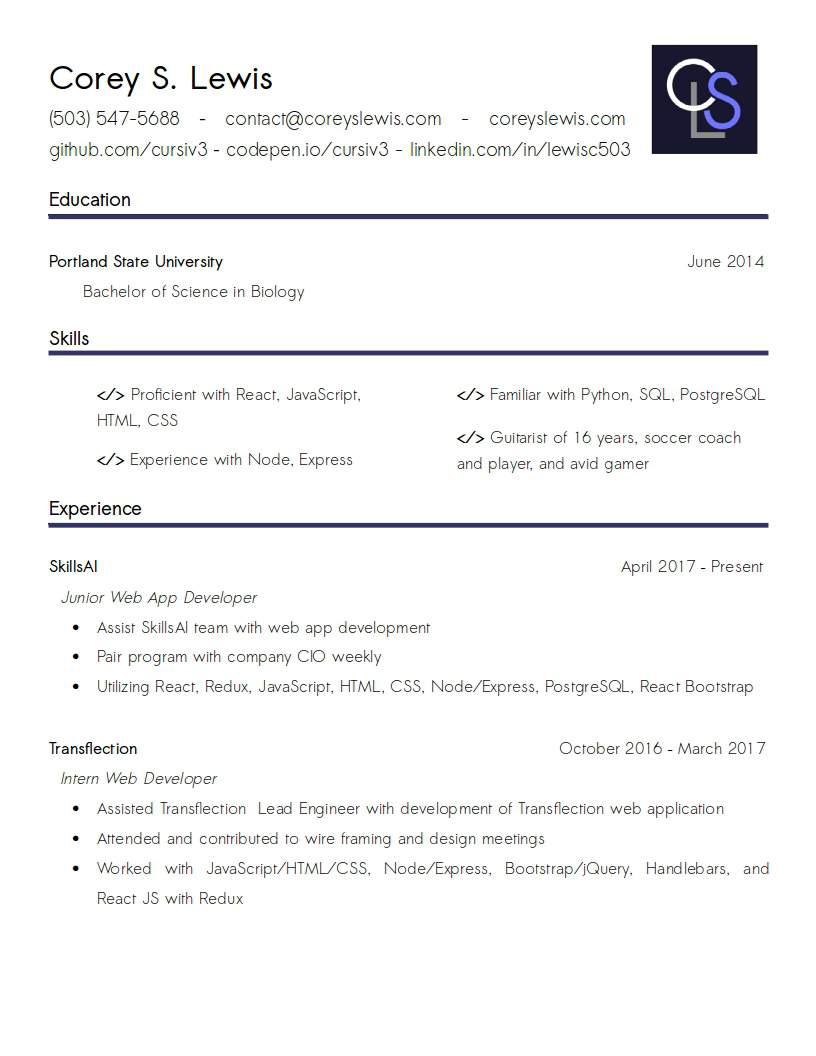 Corey S. Lewis
CLS
(503) 547-5688 - contact@coreyslewis.com - coreyslewis.com
github.com/cursiv3 - codepen.io/cursiv3 - linkedin.com/in/lewisc503
Education
Portland State University June 2014
Bachelor of Science in Biology
Skills
</> Proficient with React, JavaScript,
HTML, CSS
</> Experience with Node, Express
</> Familiar with Python, SQL, PostgreSQL
</> Guitarist of 16 years, soccer coach
and player, and avid gamer
Experience
SkillsAI April 2017 - Present
Junior Web App Developer
• Assist SkillsAI team with web app development
• Pair program with company CIO weekly
• Utilizing React, Redux, JavaScript, HTML, CSS, Node/Express, PostgreSQL, React Bootstrap
Transflection October 2016 - March 2017
Intern Web Developer
• Assisted Transflection Lead Engineer with development of Transflection web application
• Attended and contributed to wire framing and design meetings
• Worked with JavaScript/HTML/CSS, Node/Express, Bootstrap/jQuery, Handlebars, and
React JS with Redux